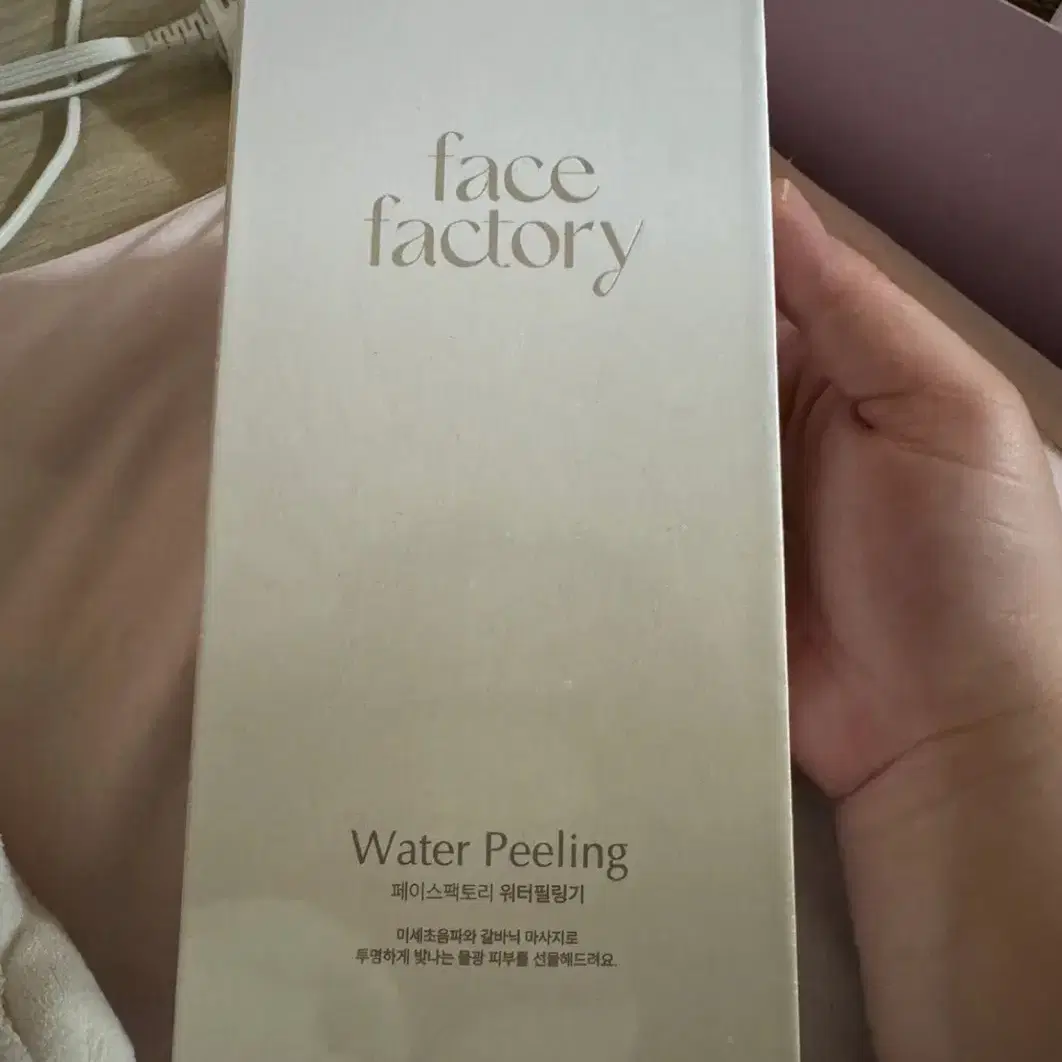 face
factory
Water Peeling
페이스팩토리 워터필링기
미세초음파와 갈바닉 마사지로
투명하게 빛나는 물광 피부를 선물해드려요.